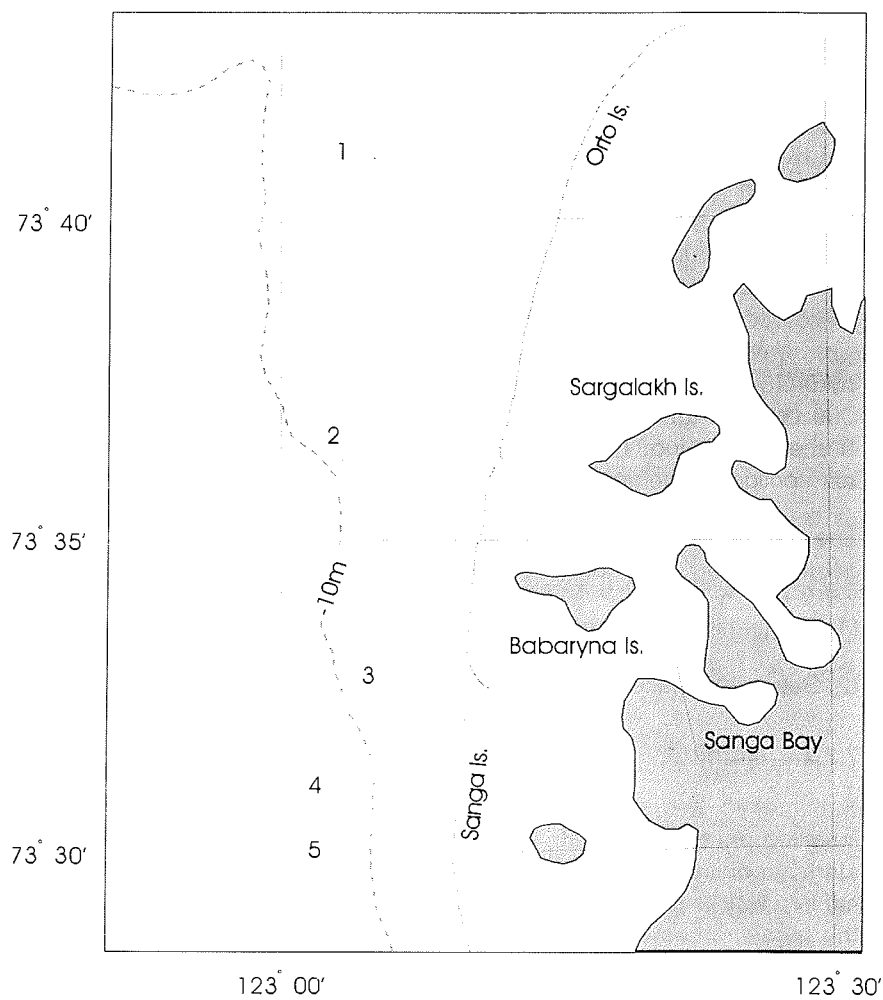 Orto Is.
1
73° 40'
Sargalakh Is.
2
73° 35'
-10m
Babaryna Is.
3
Sanga Bay
Sanga Is.
4
73° 30'
5
123° 00'
123° 30'